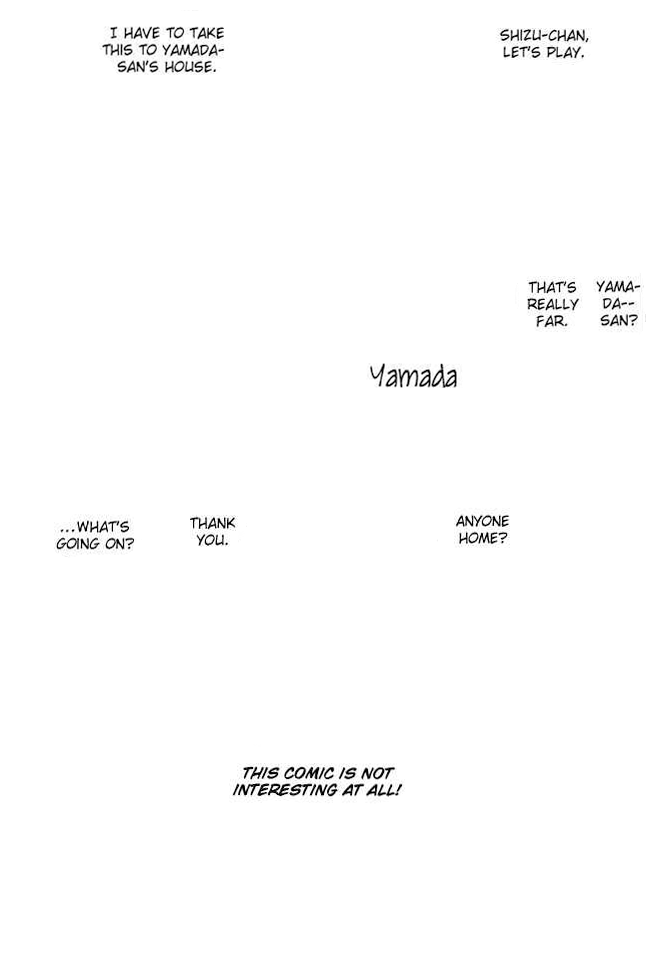 SHIZU-CHAN,
LET'S PLAY.
I HAVE TO TAKE
THIS TO YAMADA-
SAN'S HOUSE.
YAMA-
DA--
SAN?
THAT'S
REALLY
FAR.
Yamada
ANYONE
HOME?
THANK
YOU.
...WHAT'S
GOING ON?
THIS COMIC IS NOT
INTERESTING AT ALL!